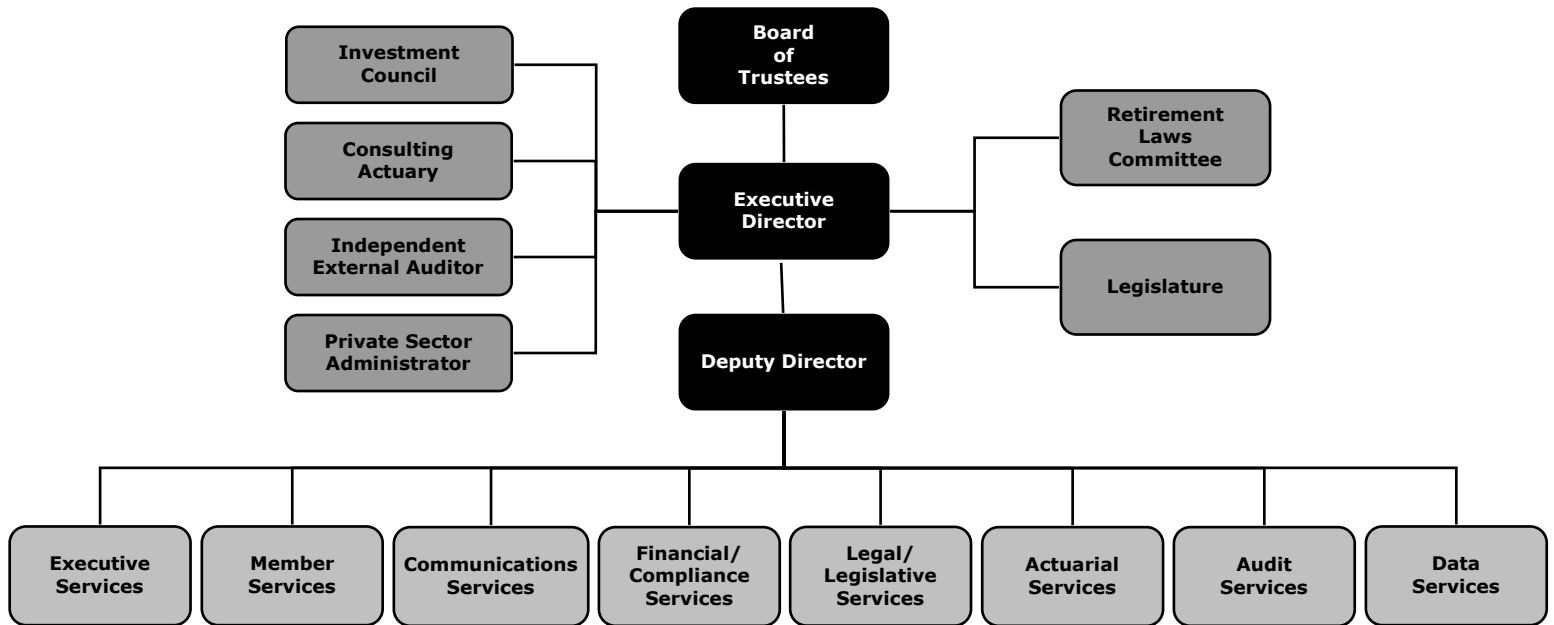 Board
of
Trustees
Investment
Council
Consulting
Actuary
Independent
External Auditor
Private Sector
Administrator
Executive
Director
Retirement
Laws
Committee
Legislature
Deputy Director
Executive
Services
Member
Services
Communications
Services
Financial/
Compliance
Services
Legal/
Legislative
Services
Actuarial
Services
Audit
Services
Data
Services